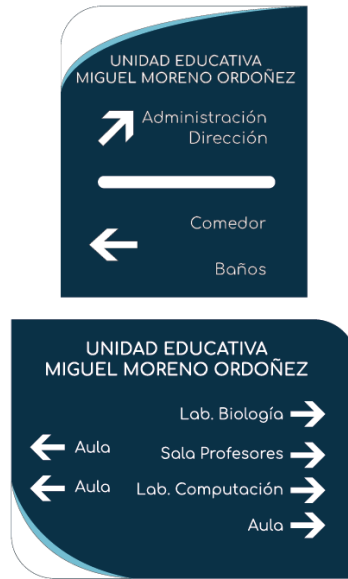 UNIDAD EDUCATIVA
MIGUEL MORENO ORDOÑEZ
Administración
Dirección
Comedor
Baños
UNIDAD EDUCATIVA
MIGUEL MORENO ORDOÑEZ
Lab. Biología
Aula Sala Profesores
Aula Lab. Computación
Aula